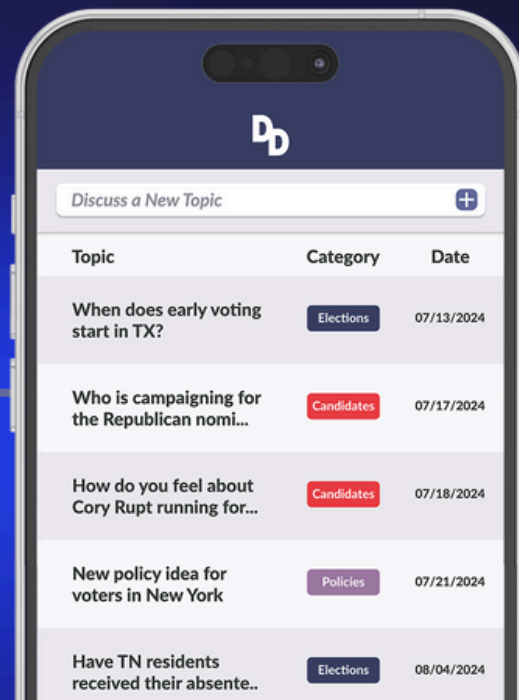 DD
Discuss a New Topic
Topic Category Date
When does early voting
start in TX?
Elections 07/13/2024
Who is campaigning for
the Republican nomi...
Candidates 07/17/2024
How do you feel about
Cory Rupt running for...
Candidates 07/18/2024
New policy idea for
voters in New York
Policies 07/21/2024
Have TN residents
received their absente..
Elections 08/04/2024